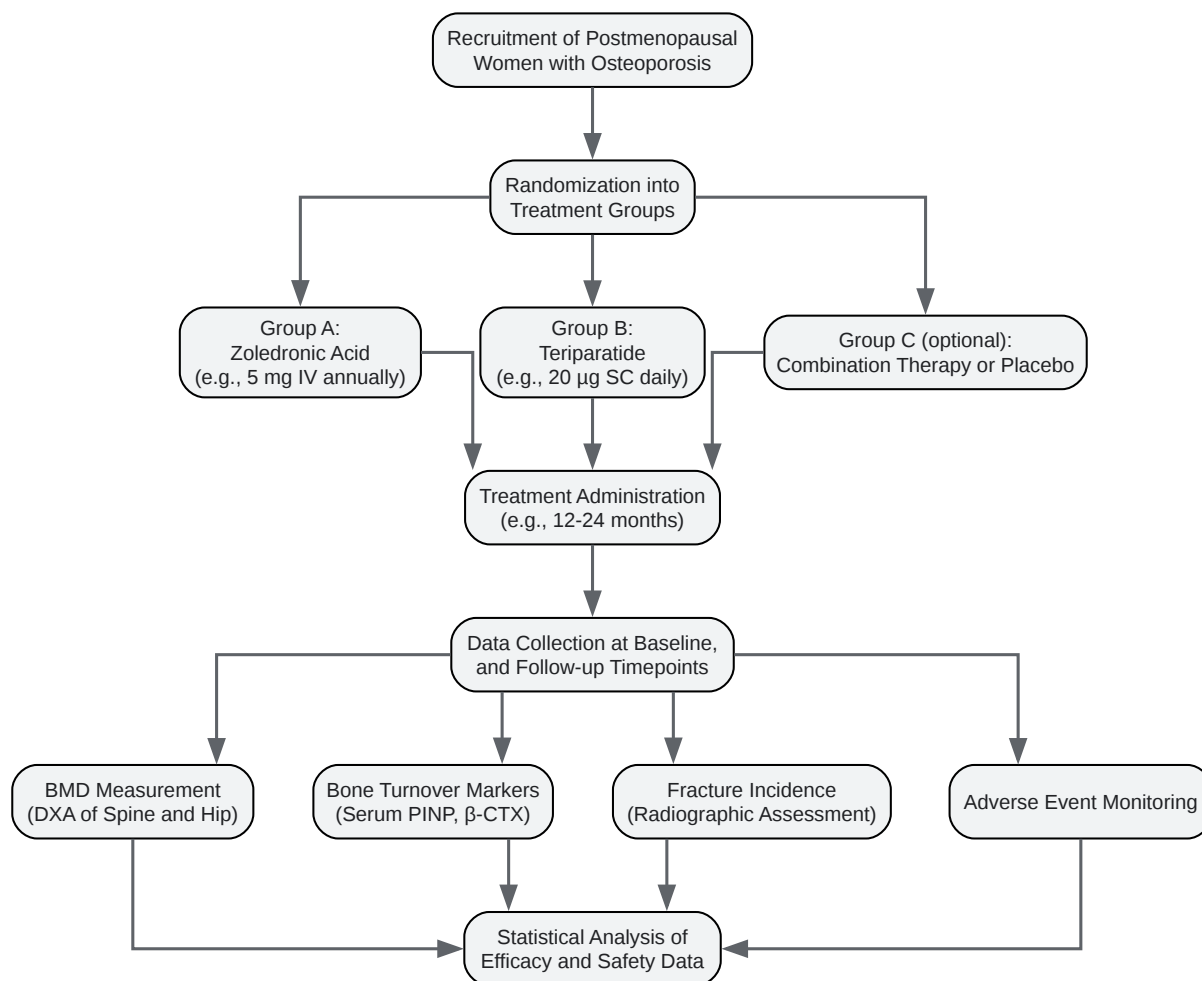 Recruitment of Postmenopausal
Women with Osteoporosis
Randomization into
Treatment Groups
Group A:
Zoledronic Acid
(e.g., 5 mg IV annually)
Group B:
Teriparatide
(e.g., 20 µg SC daily)
Group C (optional):
Combination Therapy or Placebo
Treatment Administration
(e.g., 12-24 months)
Data Collection at Baseline,
and Follow-up Timepoints
BMD Measurement
(DXA of Spine and Hip)
Bone Turnover Markers
(Serum PINP, β-CTX)
Fracture Incidence
(Radiographic Assessment)
Adverse Event Monitoring
Statistical Analysis of
Efficacy and Safety Data